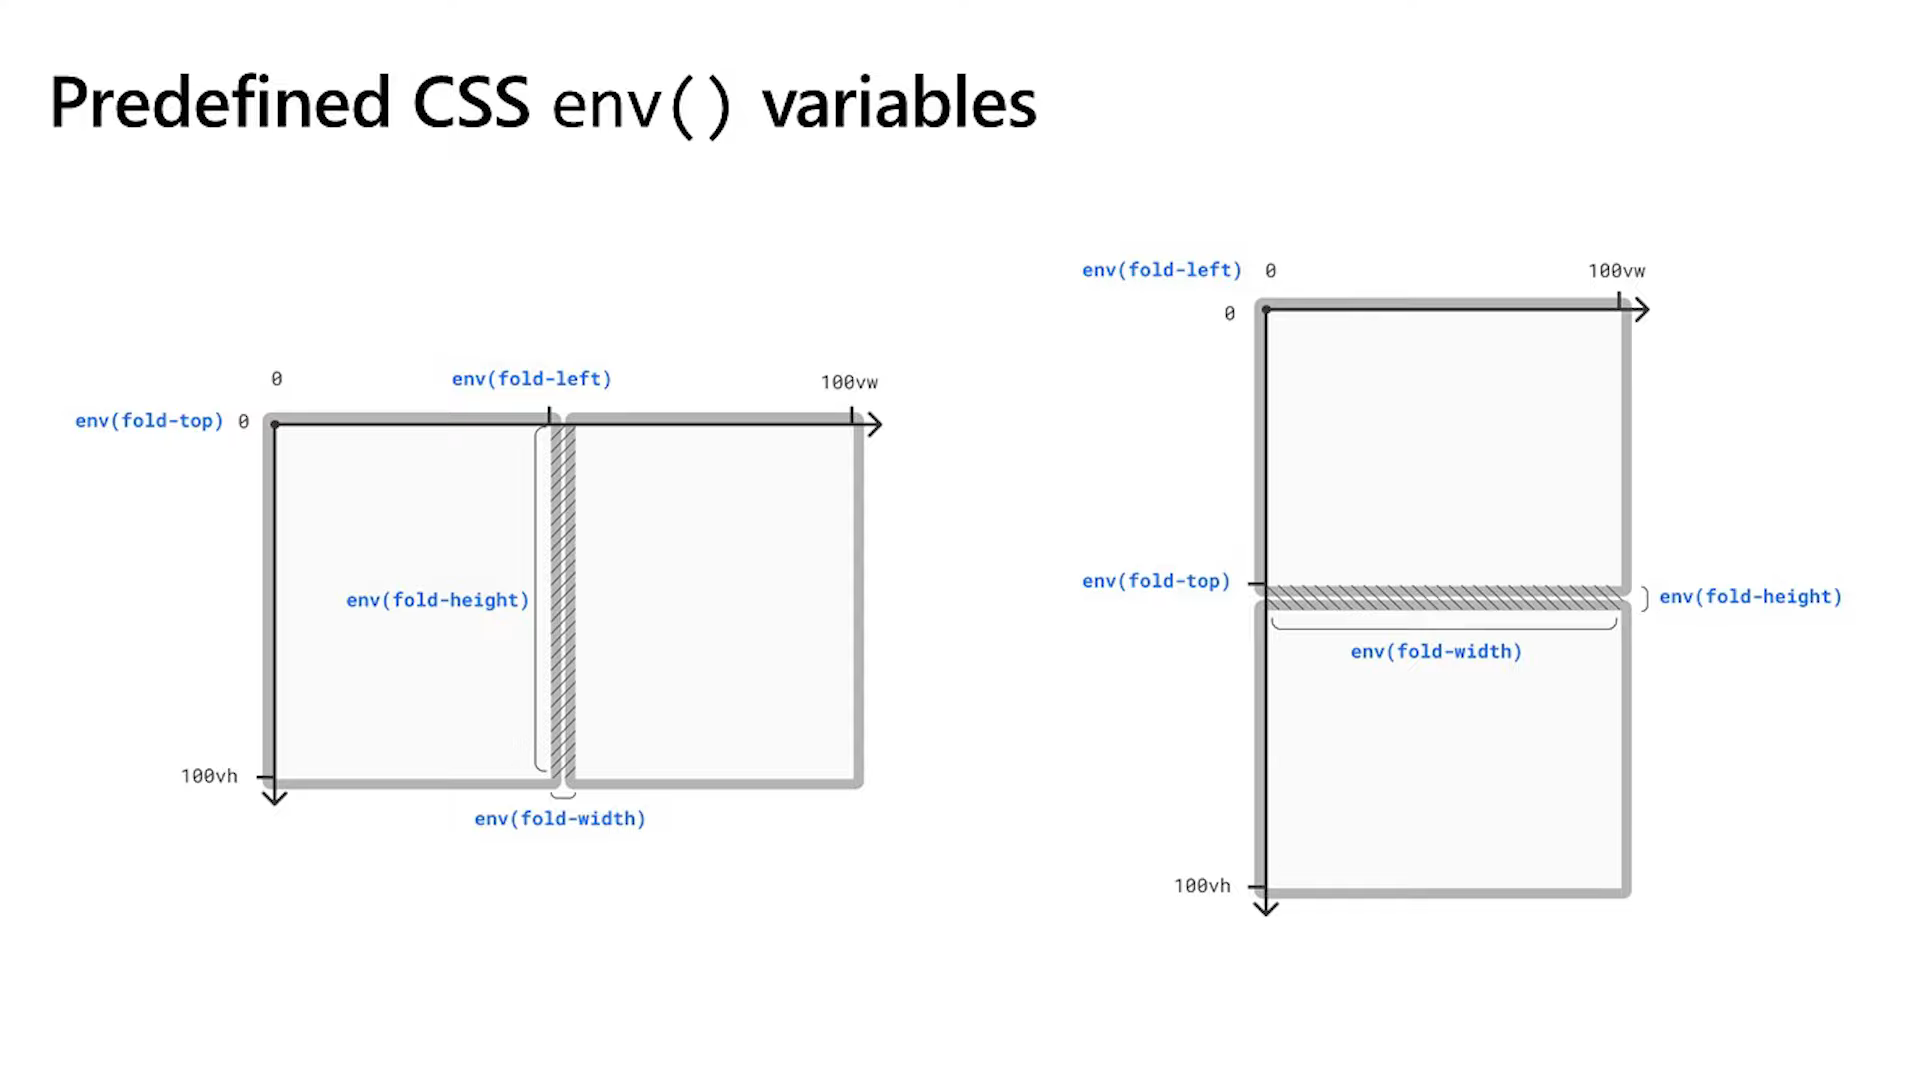 Predefined CSS env() variables
0
env(fold-left)
100vw
env(fold-top) 0
env(fold-height)
100vh
env(fold-width)
env(fold-left) 0
100vw
0
env(fold-top)
env(fold-height)
env(fold-width)
100vh